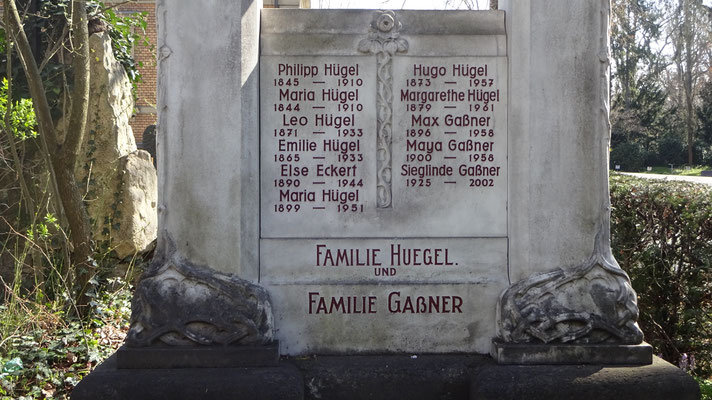 Philipp Hügel
1845 — 1910
Maria Hügel
1844 — 1910
Leo Hügel
1871 — 1933
Emilie Hügel
1865 — 1933
Else Eckert
1890 — 1944
Maria Hügel
1899 — 1951
Hugo Hügel
1873 — 1957
Margarethe Hügel
1879 — 1961
Max Gaßner
1896 — 1958
Maya Gaßner
1900 — 1958
Sieglinde Gaßner
1925 — 2002
FAMILIE HUEGEL.
UND
FAMILIE GAßNER